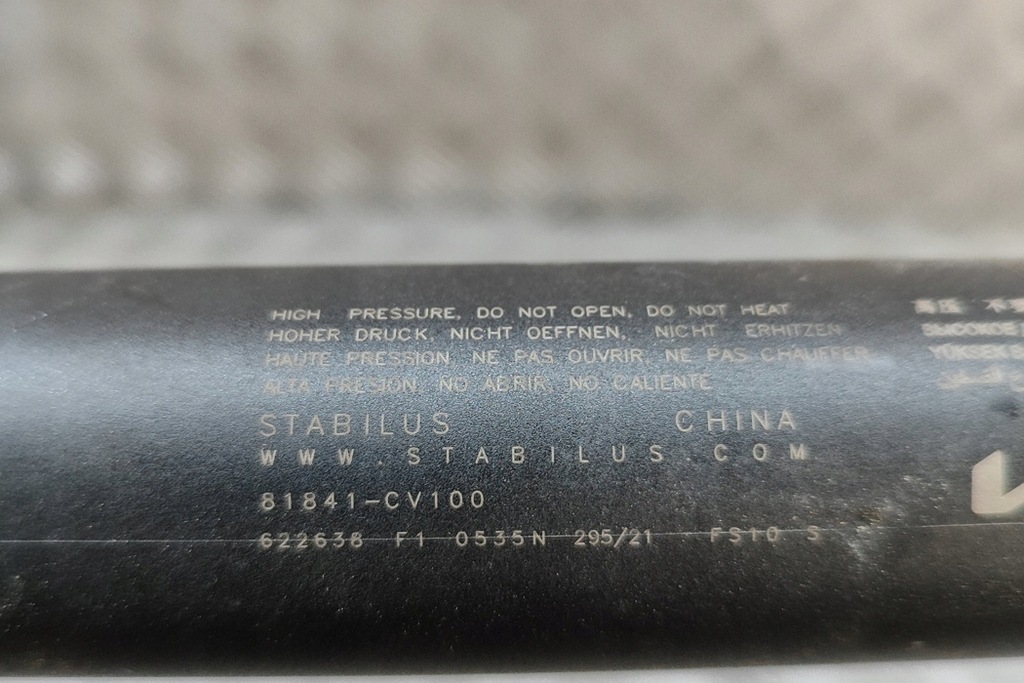 HIGH PRESSURE, DO NOT OPEN, DO NOT HEAT
HOHER DRUCK, NICHT OEFFNEN, NICHT ERHITZEN
HAUTE PRESSION, NE PAS OUVRIR, NE PAS CHAUFFER
ALTA PRESION, NO ABRIR, NO CALIENTE
STABILUS CHINA
WWW.STABILUS.COM
81841-CV100
622638 F1 0535N 295/21 FS10 S
YÜKSEK